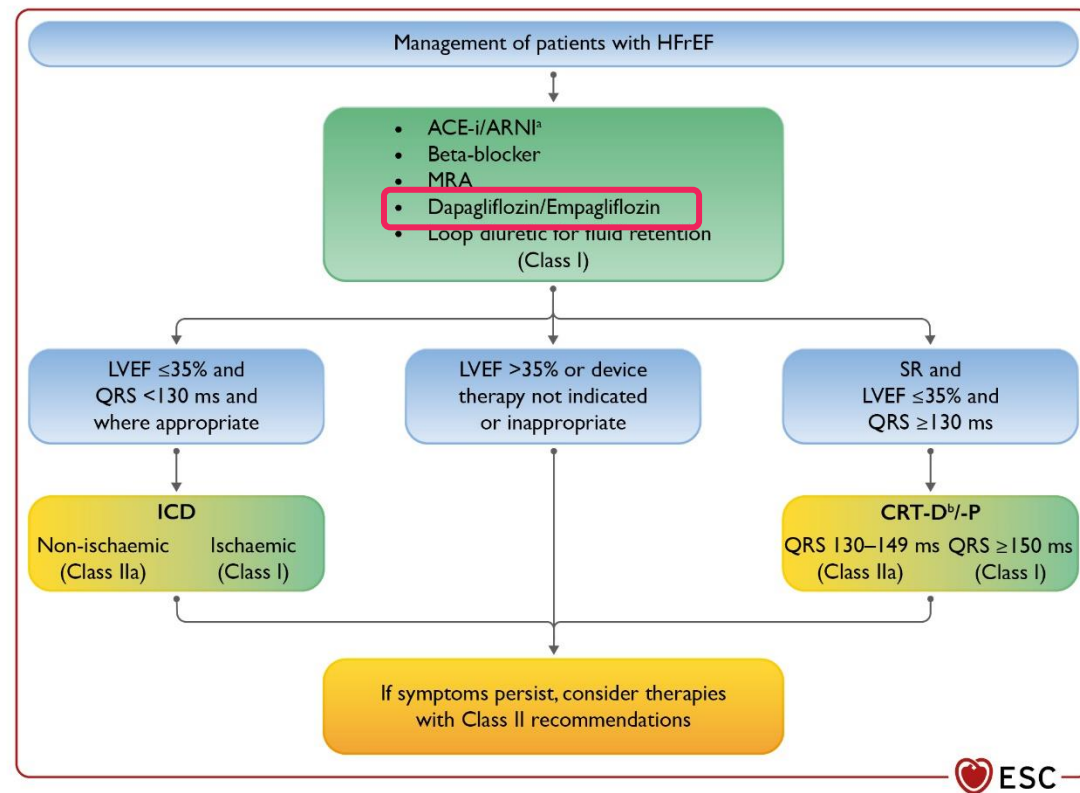 Management of patients with HFrEF
• ACE-i/ARNIᵃ
• Beta-blocker
• MRA
• Dapagliflozin/Empagliflozin
• Loop diuretic for fluid retention
(Class I)
LVEF ≤35% and
QRS <130 ms and
where appropriate
LVEF >35% or device
therapy not indicated
or inappropriate
SR and
LVEF ≤35% and
QRS ≥130 ms
ICD
Non-ischaemic
(Class IIa)
Ischaemic
(Class I)
CRT-Dᵇ/-P
QRS 130–149 ms
(Class IIa)
QRS ≥150 ms
(Class I)
If symptoms persist, consider therapies
with Class II recommendations
ESC